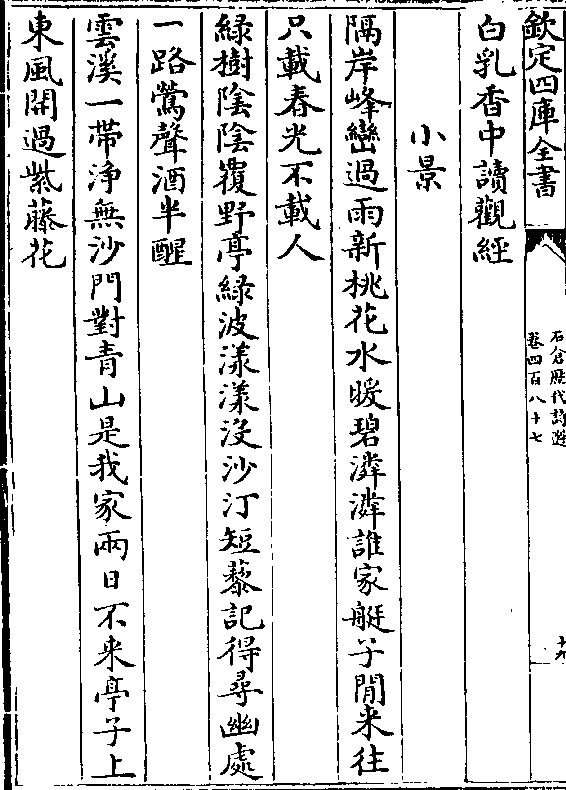 欽定四庫全書
石倉歷代詩選
卷四百八十七
十九
白乳香中讀觀經
小景
隔岸峰巒過雨新桃花水暖碧潾潾誰家艇子閒来往
只載春光不載人
綠樹陰陰覆野亭綠波漾漾没沙汀短藜記得尋幽處
一路鶯聲酒半醒
雲溪一帶淨無沙門對青山是我家兩日不来亭子上
東風開過紫藤花